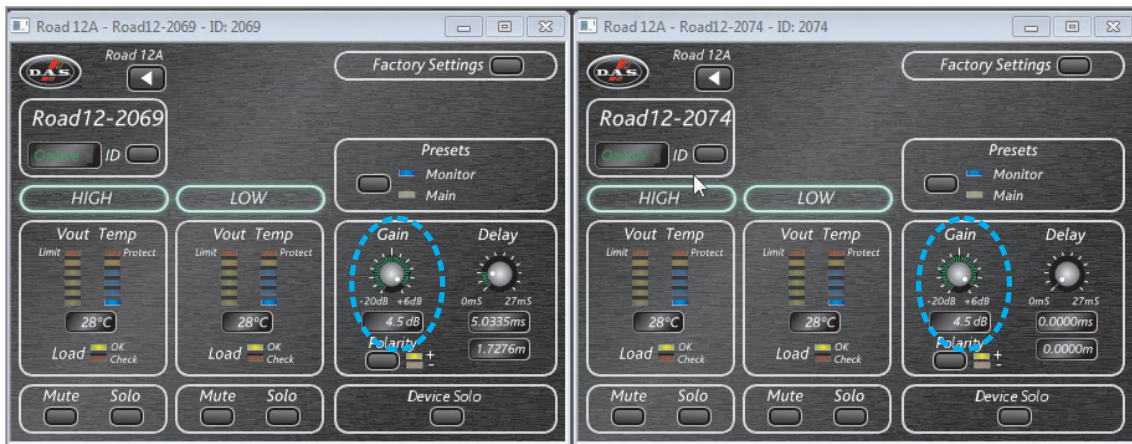 Road 12A - Road12-2069 - ID: 2069
Road 12A
D.A.S.
Factory Settings
Road12-2069
Online ID
Presets
Monitor
Main
HIGH LOW
Vout Temp Vout Temp Gain Delay
Limit Protect Limit Protect
-20dB +6dB 0mS 27mS
28°C 28°C 4.5 dB 5.0335ms
Polarity 1.7276m
Load OK Check Load OK Check + -
Mute Solo Mute Solo Device Solo
Road 12A - Road12-2074 - ID: 2074
Road 12A
D.A.S.
Factory Settings
Road12-2074
Online ID
Presets
Monitor
Main
HIGH LOW
Vout Temp Vout Temp Gain Delay
Limit Protect Limit Protect
-20dB +6dB 0mS 27mS
28°C 28°C 4.5 dB 0.0000ms
Polarity 0.0000m
Load OK Check Load OK Check + -
Mute Solo Mute Solo Device Solo